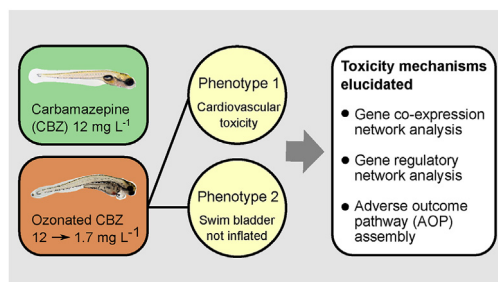 Carbamazepine
(CBZ) 12 mg L⁻¹
Ozonated CBZ
12 → 1.7 mg L⁻¹
Phenotype 1
Cardiovascular
toxicity
Phenotype 2
Swim bladder
not inflated
Toxicity mechanisms
elucidated
● Gene co-expression
network analysis
● Gene regulatory
network analysis
● Adverse outcome
pathway (AOP)
assembly